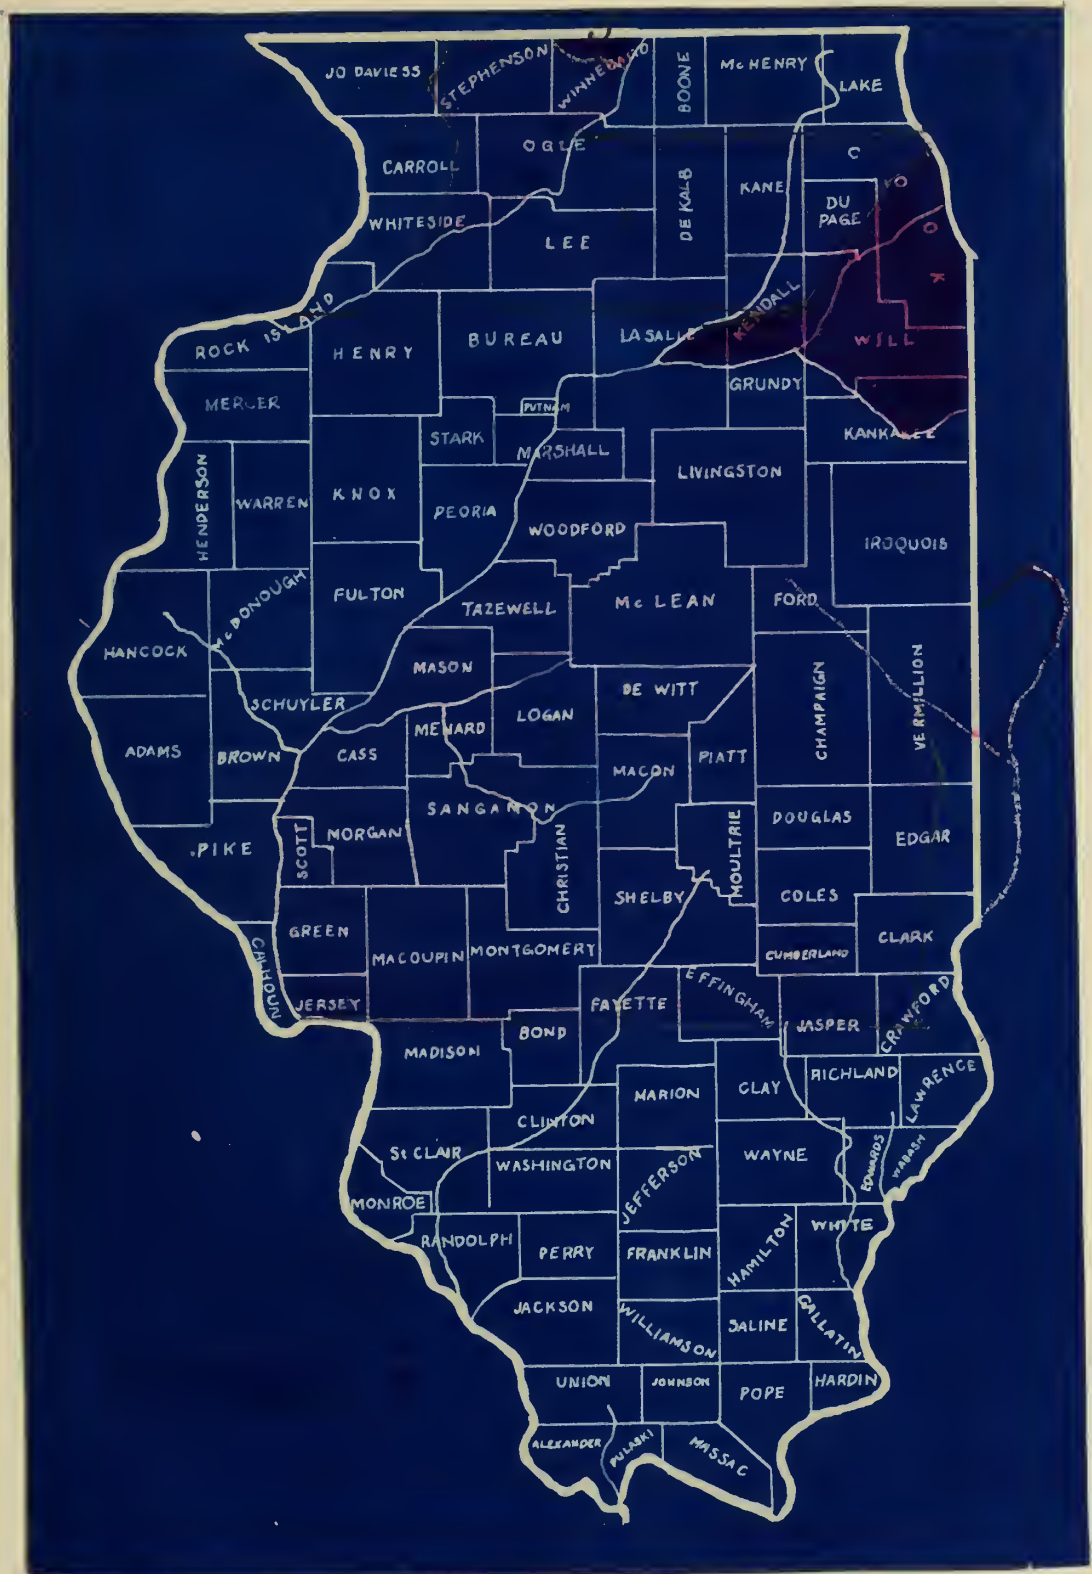 JO DAVIESS
STEPHENSON
WINNEBAGO
BOONE
McHENRY
LAKE
CARROLL
OGLE
DEKALB
KANE
COOK
DU
PAGE
WHITESIDE
LEE
KENDALL
ROCK ISLAND
HENRY
BUREAU
LASALLE
WILL
GRUNDY
MERCER
PUTNAM
STARK
MARSHALL
KANKAKEE
HENDERSON
WARREN
KNOX
PEORIA
WOODFORD
LIVINGSTON
IROQUOIS
McDONOUGH
FULTON
TAZEWELL
Mc LEAN
FORD
HANCOCK
MASON
SCHUYLER
DE WITT
CHAMPAIGN
VERMILLION
ADAMS
BROWN
CASS
MENARD
LOGAN
MACON
PIATT
SANGAMON
PIKE
SCOTT
MORGAN
CHRISTIAN
MOULTRIE
DOUGLAS
EDGAR
SHELBY
COLES
GREEN
MACOUPIN
MONTGOMERY
CUMBERLAND
CLARK
CALHOUN
JERSEY
FAYETTE
EFFINGHAM
JASPER
CRAWFORD
MADISON
BOND
CLAY
RICHLAND
LAWRENCE
MARION
CLINTON
St CLAIR
WASHINGTON
JEFFERSON
WAYNE
EDWARDS
WABASH
MONROE
RANDOLPH
PERRY
FRANKLIN
HAMILTON
WHITE
JACKSON
WILLIAMSON
SALINE
GALLATIN
UNION
JOHNSON
POPE
HARDIN
ALEXANDER
PULASKI
MASSAC